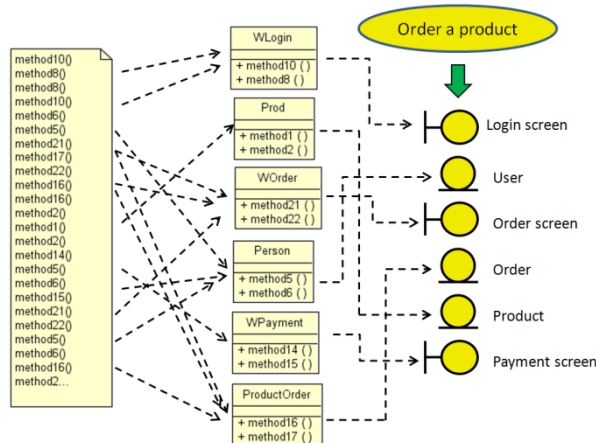 method10()
method8()
method8()
method10()
method6()
method5()
method21()
method17()
method22()
method16()
method16()
method2()
method1()
method2()
method14()
method5()
method6()
method15()
method21()
method22()
method5()
method6()
method16()
method2...
WLogin
+ method10 ( )
+ method8 ( )
Prod
+ method1 ( )
+ method2 ( )
WOrder
+ method21 ( )
+ method22 ( )
Person
+ method5 ( )
+ method6 ( )
WPayment
+ method14 ( )
+ method15 ( )
ProductOrder
+ method16 ( )
+ method17 ( )
Order a product
Login screen
User
Order screen
Order
Product
Payment screen